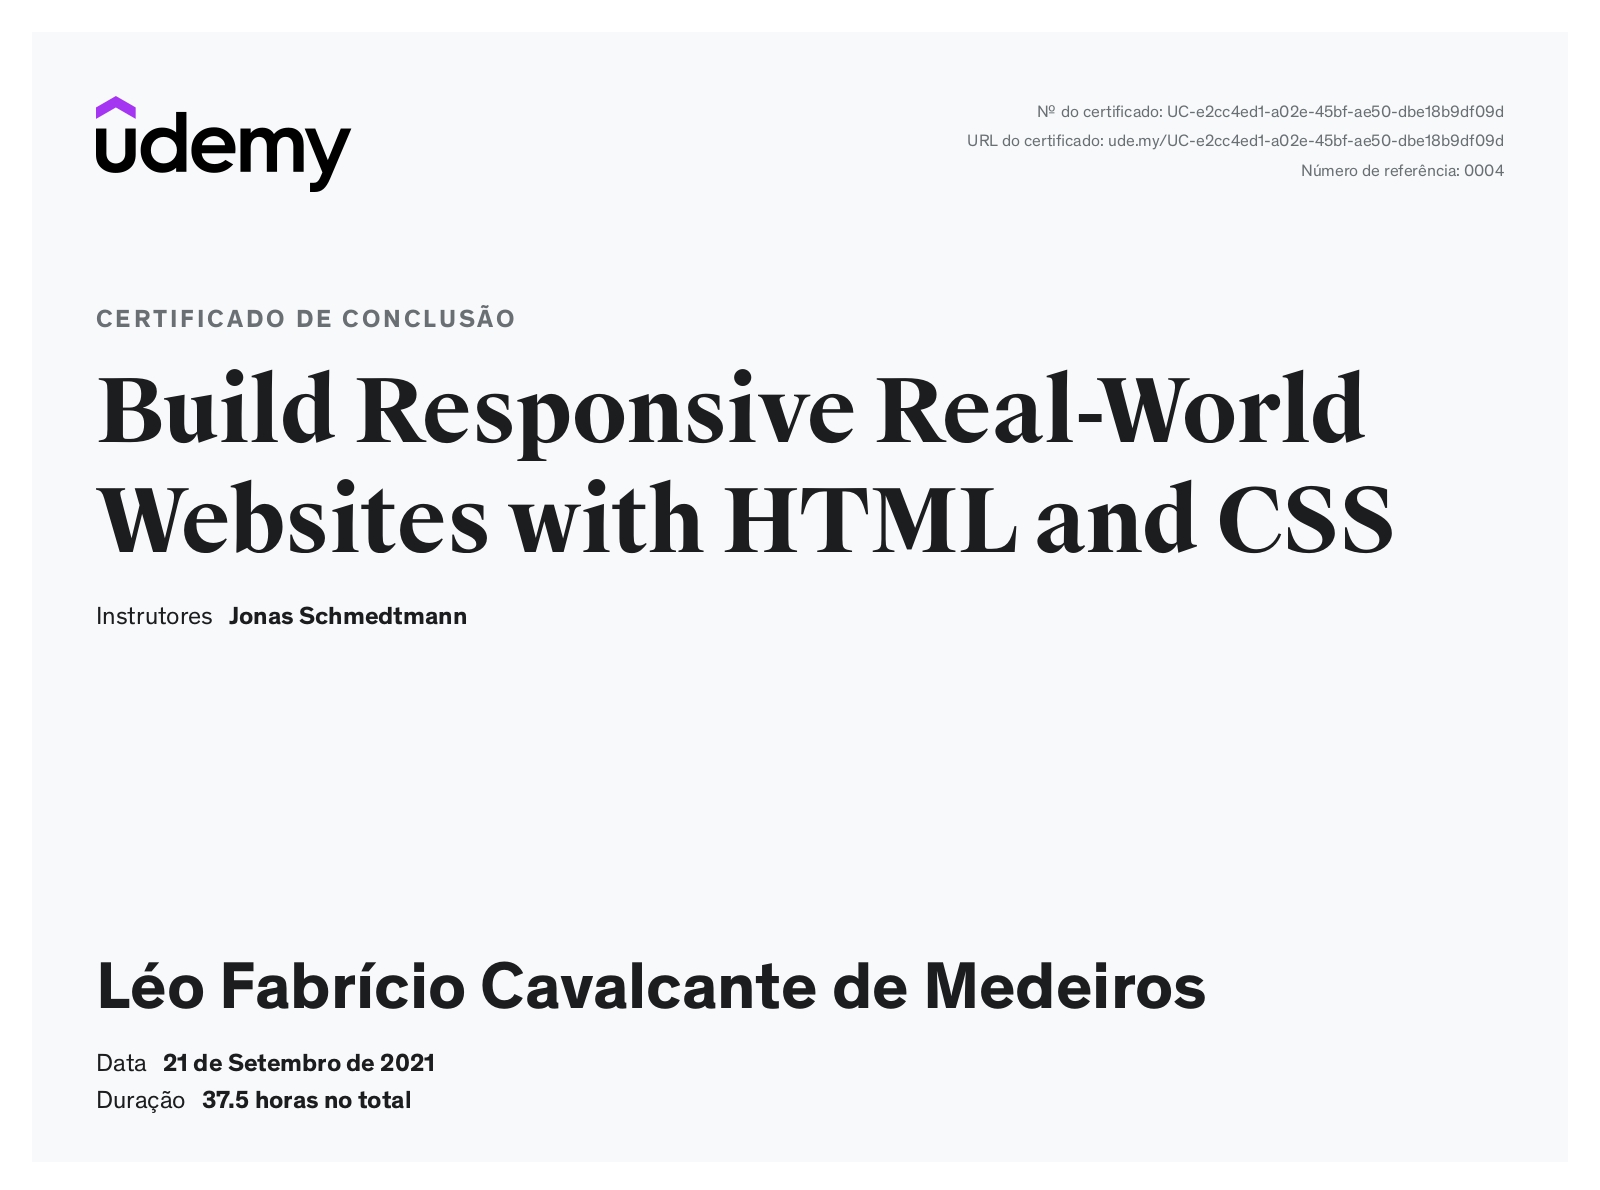 udemy
Nº do certificado: UC-e2cc4ed1-a02e-45bf-ae50-dbe18b9df09d
URL do certificado: ude.my/UC-e2cc4ed1-a02e-45bf-ae50-dbe18b9df09d
Número de referência: 0004
CERTIFICADO DE CONCLUSÃO
Build Responsive Real-World
Websites with HTML and CSS
Instrutores Jonas Schmedtmann
Léo Fabrício Cavalcante de Medeiros
Data 21 de Setembro de 2021
Duração 37.5 horas no total